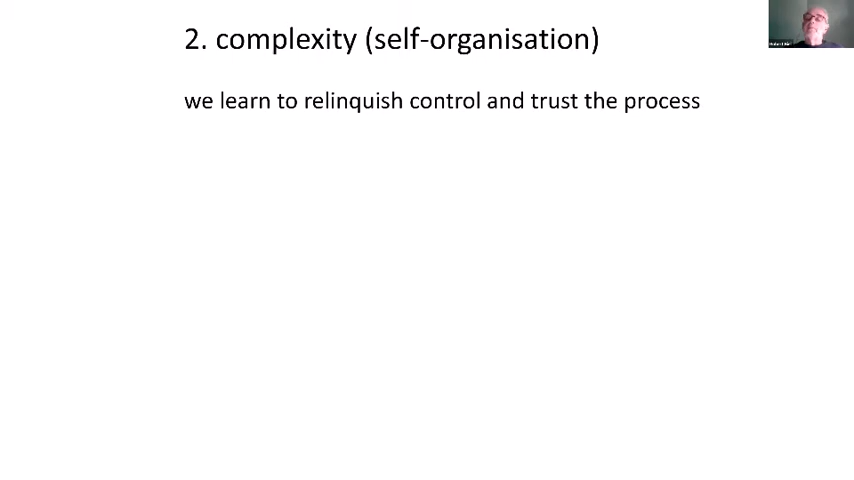 2. complexity (self-organisation)
we learn to relinquish control and trust the process